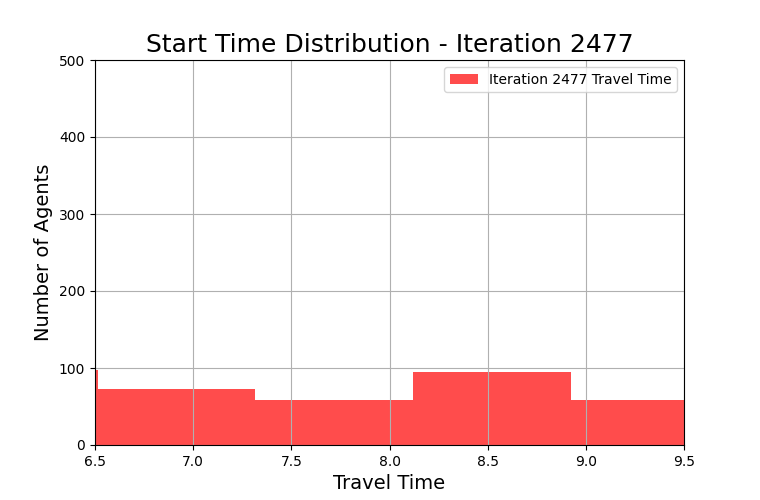 Start Time Distribution - Iteration 2477
Iteration 2477 Travel Time
Number of Agents
500
400
300
200
100
0
6.5 7.0 7.5 8.0 8.5 9.0 9.5
Travel Time